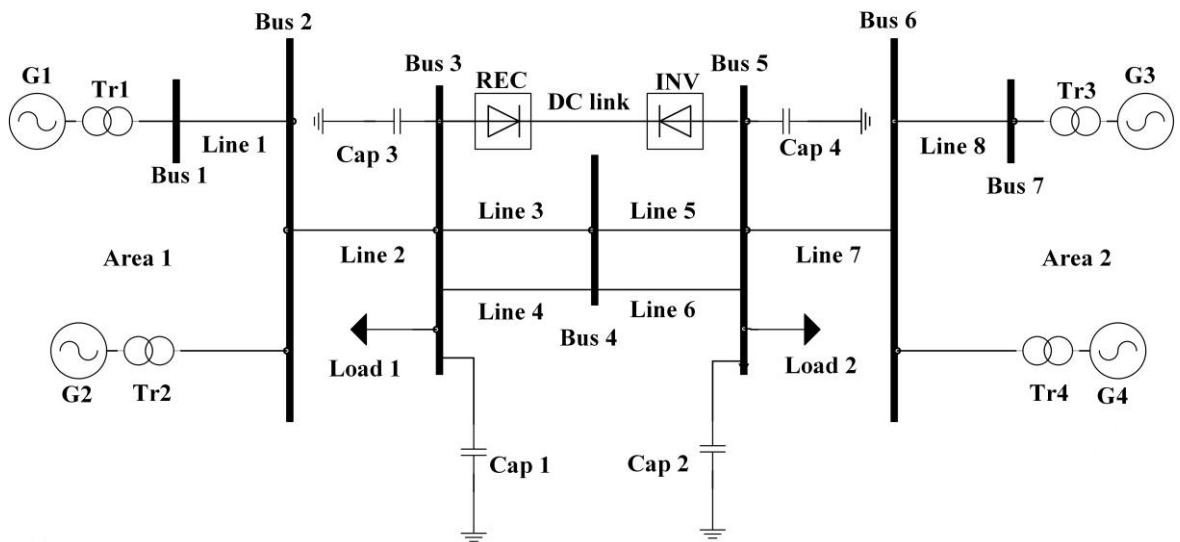 Bus 2
Bus 6
G1
Tr1
Bus 3
REC
DC link
INV
Bus 5
Tr3
G3
Line 1
Cap 3
Cap 4
Line 8
Bus 1
Bus 7
Line 3
Line 5
Area 1
Line 2
Line 7
Area 2
Line 4
Line 6
Bus 4
Load 1
Load 2
G2
Tr2
Tr4
G4
Cap 1
Cap 2